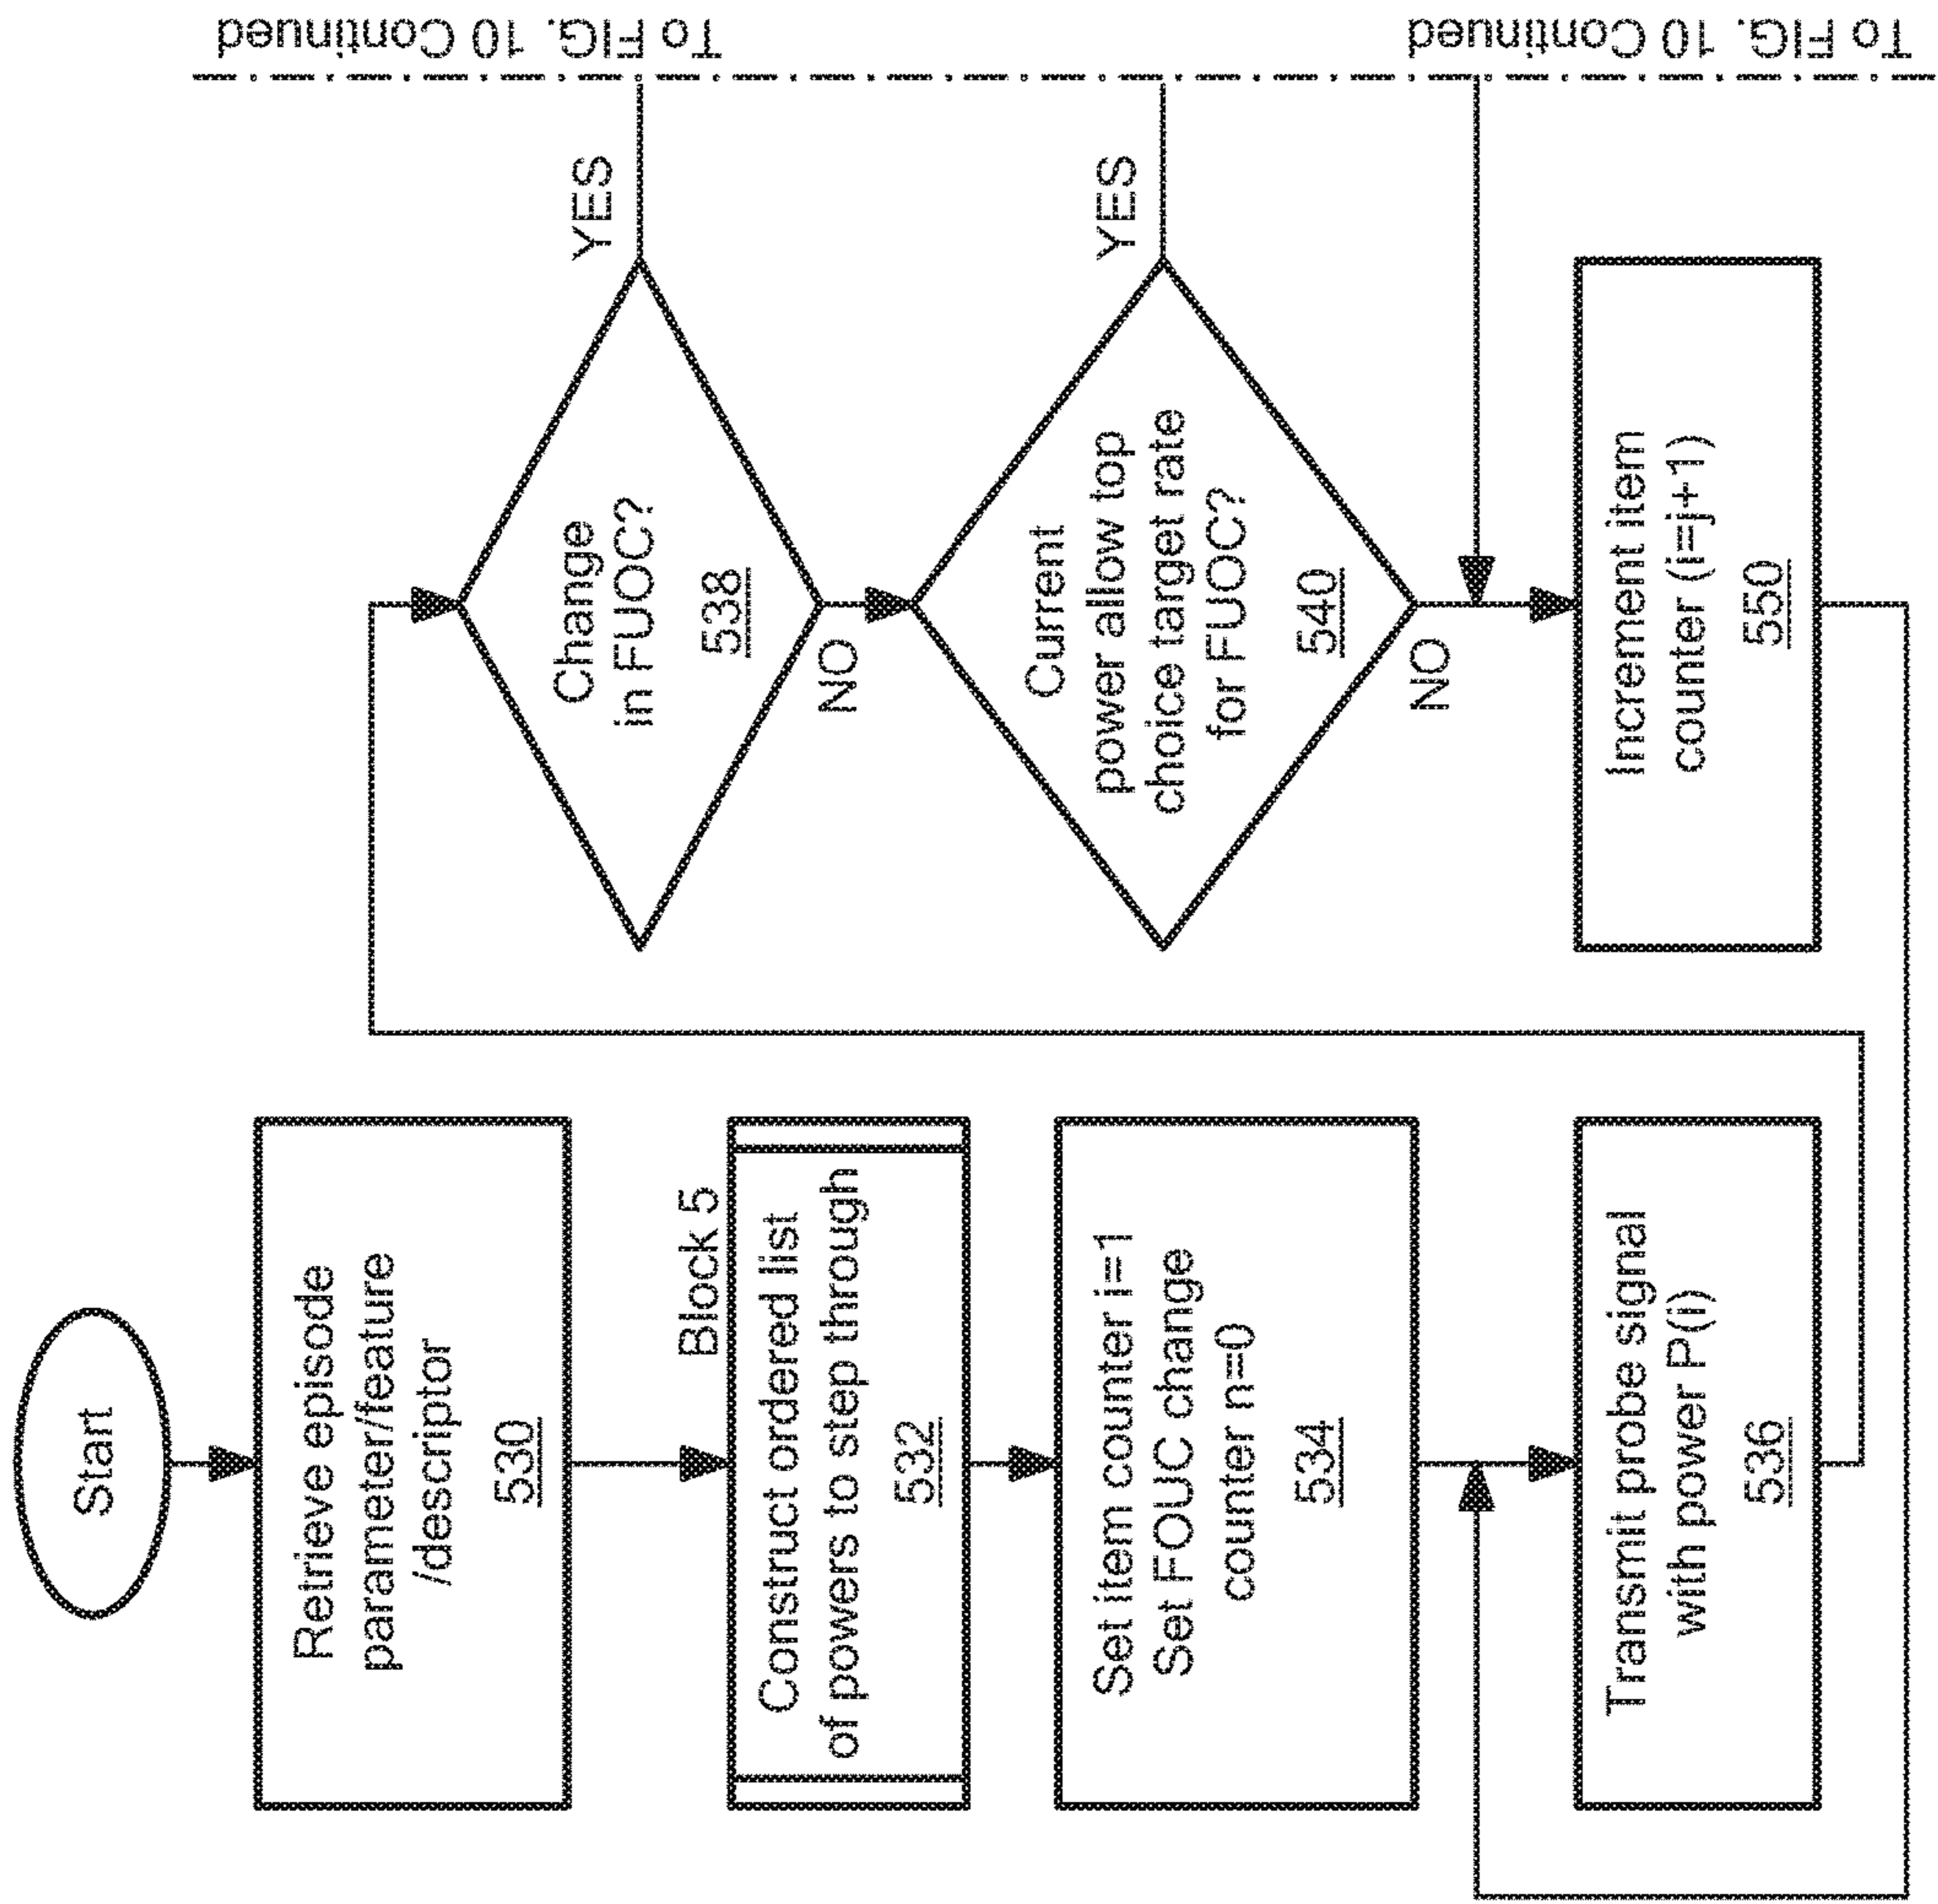 Start
Retrieve episode
parameter/feature
/descriptor
530
Block 5
Construct ordered list
of powers to step through
532
Set item counter i=1
Set FOUC change
counter n=0
534
Transmit probe signal
with power P(i)
536
Change
in FUOC?
538
YES
NO
Current
power allow top
choice target rate
for FUOC?
540
YES
NO
Increment item
counter (i=j+1)
550
To FIG. 10 Continued
To FIG. 10 Continued